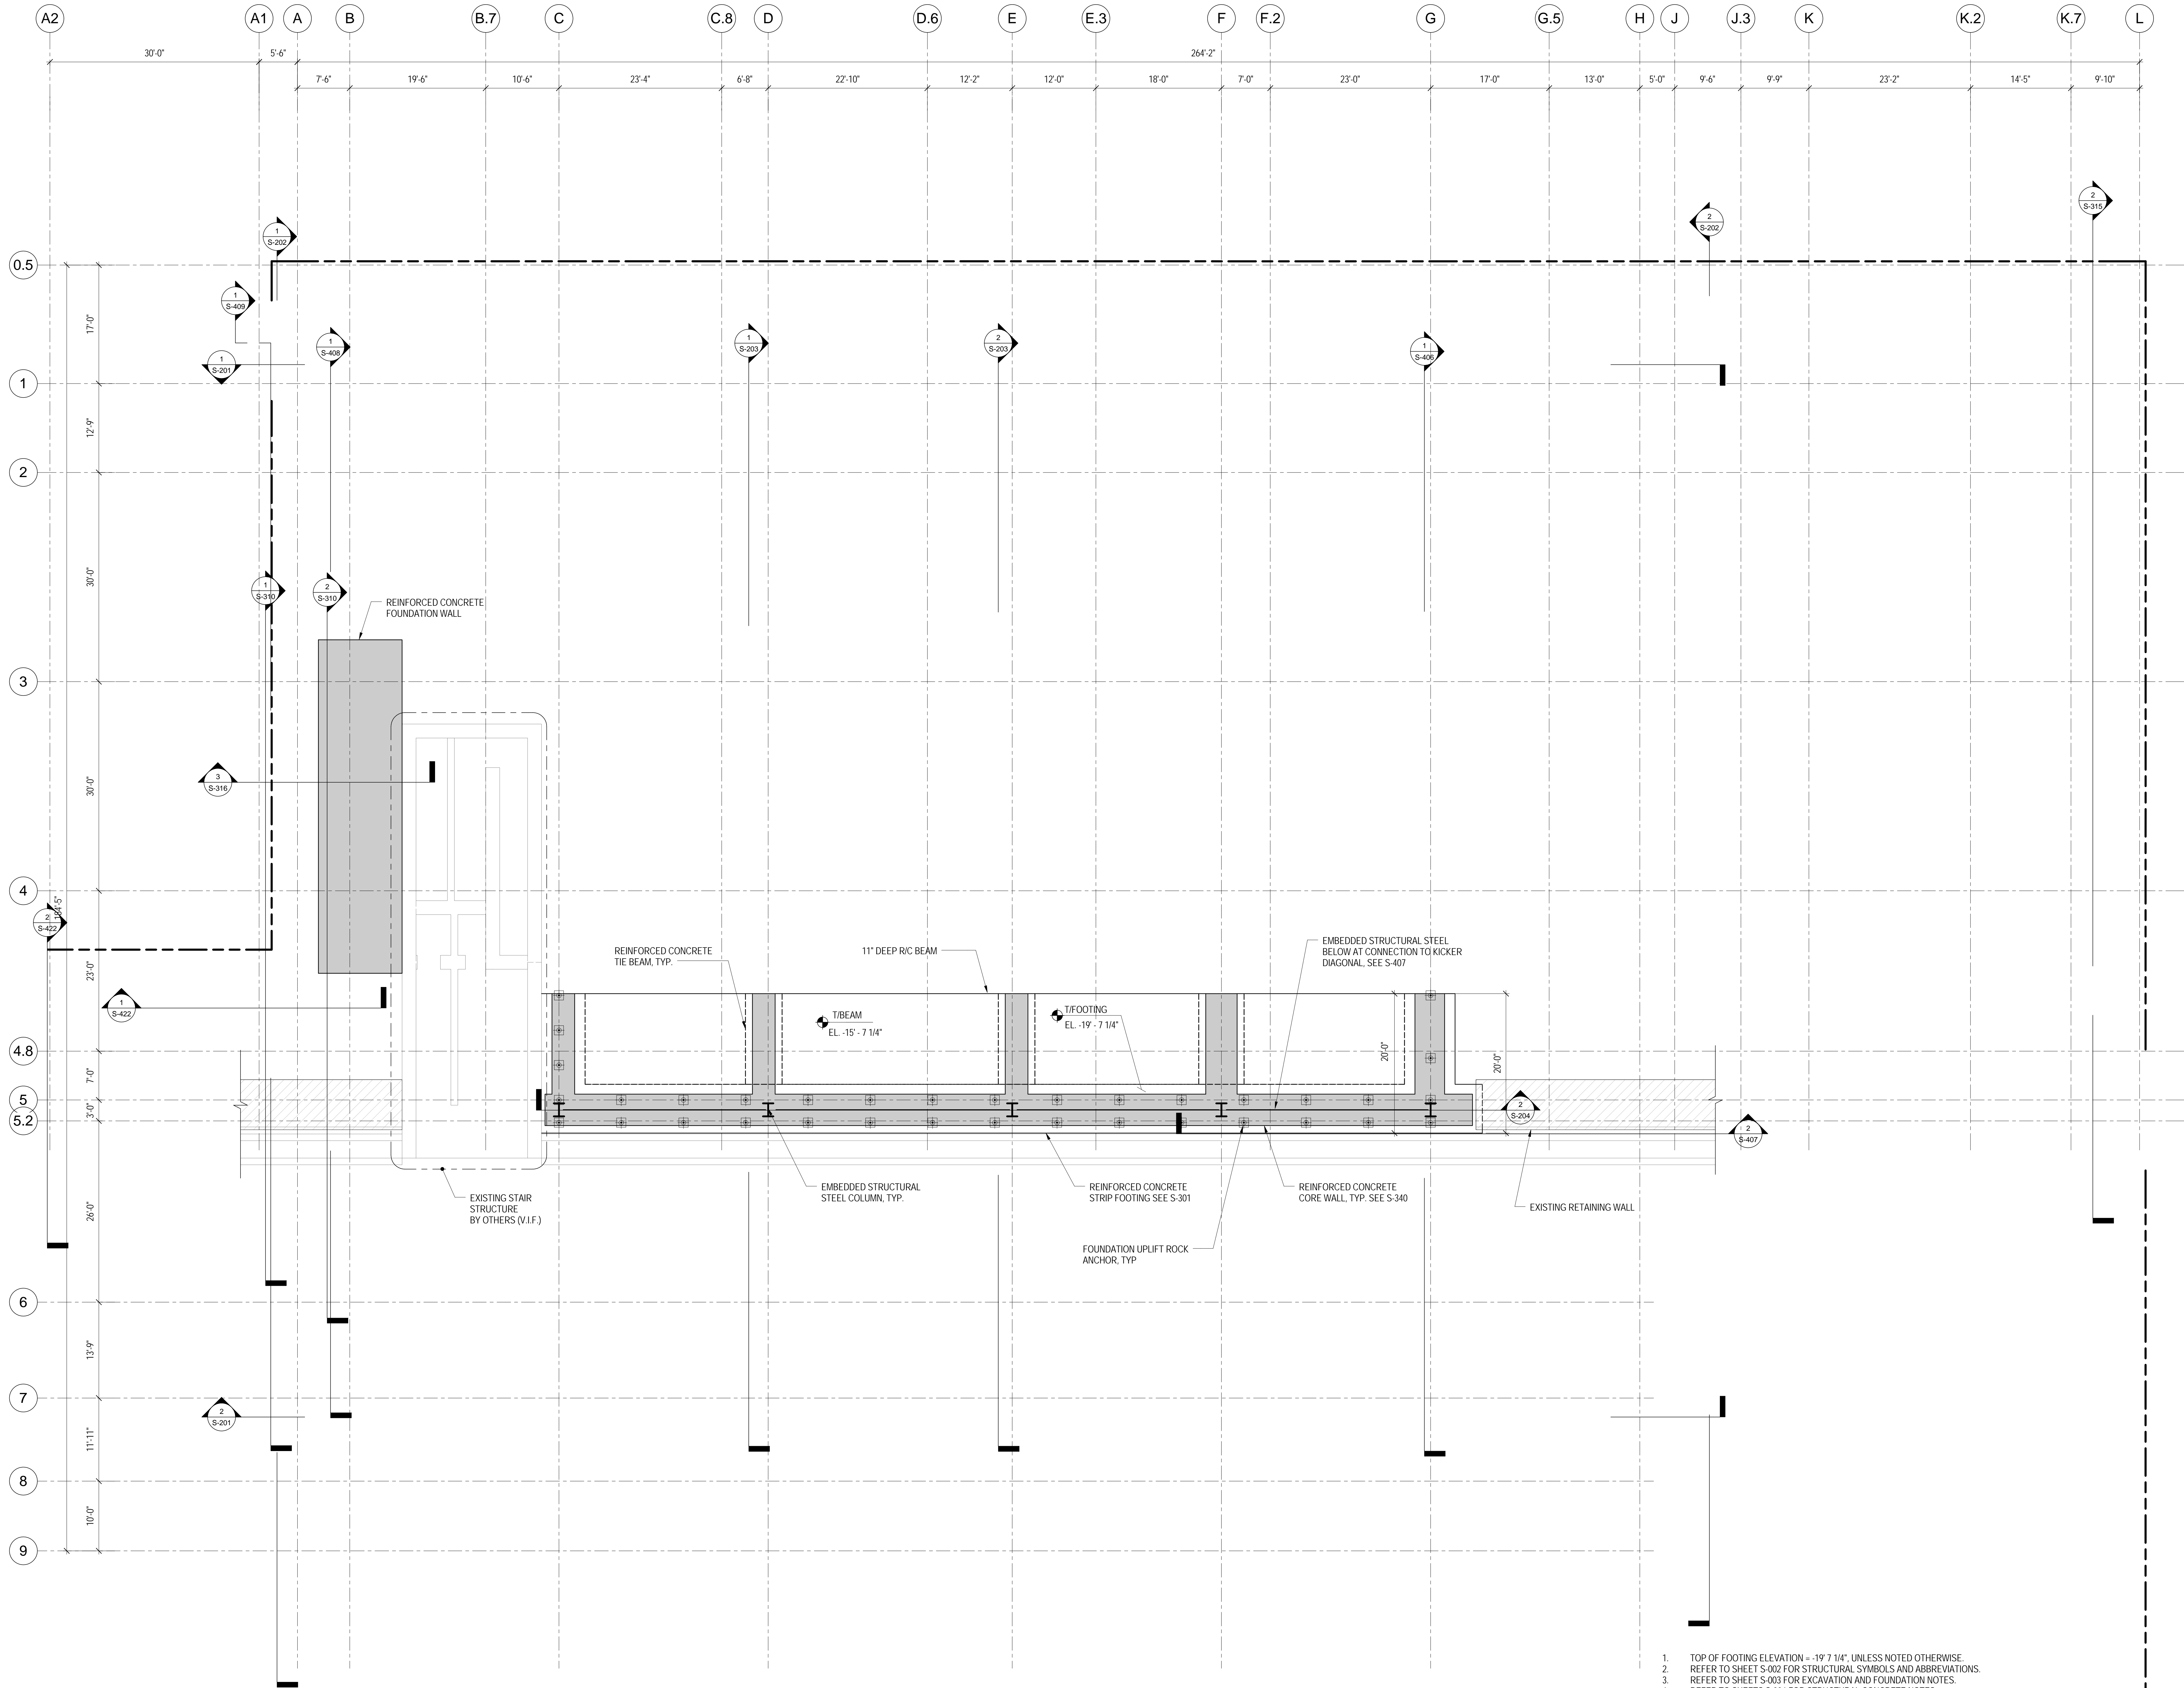 A2 A1 A B B.7 C C.8 D D.6 E E.3 F F.2 G G.5 H J J.3 K K.2 K.7 L
30'-0" 5'-6" 264'-2"
7'-6" 19'-6" 10'-6" 23'-4" 6'-8" 22'-10" 12'-2" 12'-0" 18'-0" 7'-0" 23'-0" 17'-0" 13'-0" 5'-0" 9'-6" 9'-9" 23'-2" 14'-5" 9'-10"
2
S-315
1
S-202
2
S-202
0.5
1
S-409
17'-0"
1
S-408
1
S-203
2
S-203
1
S-406
1
S-201
1
12'-9"
2
30'-0"
1
S-310
2
S-310
REINFORCED CONCRETE
FOUNDATION WALL
3
3
S-316
30'-0"
4
184'-5"
2
S-422
23'-0"
REINFORCED CONCRETE
TIE BEAM, TYP.
11" DEEP R/C BEAM
EMBEDDED STRUCTURAL STEEL
BELOW AT CONNECTION TO KICKER
DIAGONAL, SEE S-407
1
S-422
T/BEAM
EL. -15' - 7 1/4"
T/FOOTING
EL. -19' - 7 1/4"
20'-0"
20'-0"
4.8
7'-0"
5
3'-0"
5.2
2
S-204
2
S-407
EXISTING STAIR
STRUCTURE
BY OTHERS (V.I.F.)
EMBEDDED STRUCTURAL
STEEL COLUMN, TYP.
REINFORCED CONCRETE
STRIP FOOTING SEE S-301
REINFORCED CONCRETE
CORE WALL, TYP. SEE S-340
EXISTING RETAINING WALL
26'-0"
FOUNDATION UPLIFT ROCK
ANCHOR, TYP
6
13'-9"
7
2
S-201
11'-11"
8
10'-0"
9
1. TOP OF FOOTING ELEVATION = -19' 7 1/4", UNLESS NOTED OTHERWISE.
2. REFER TO SHEET S-002 FOR STRUCTURAL SYMBOLS AND ABBREVIATIONS.
3. REFER TO SHEET S-003 FOR EXCAVATION AND FOUNDATION NOTES.